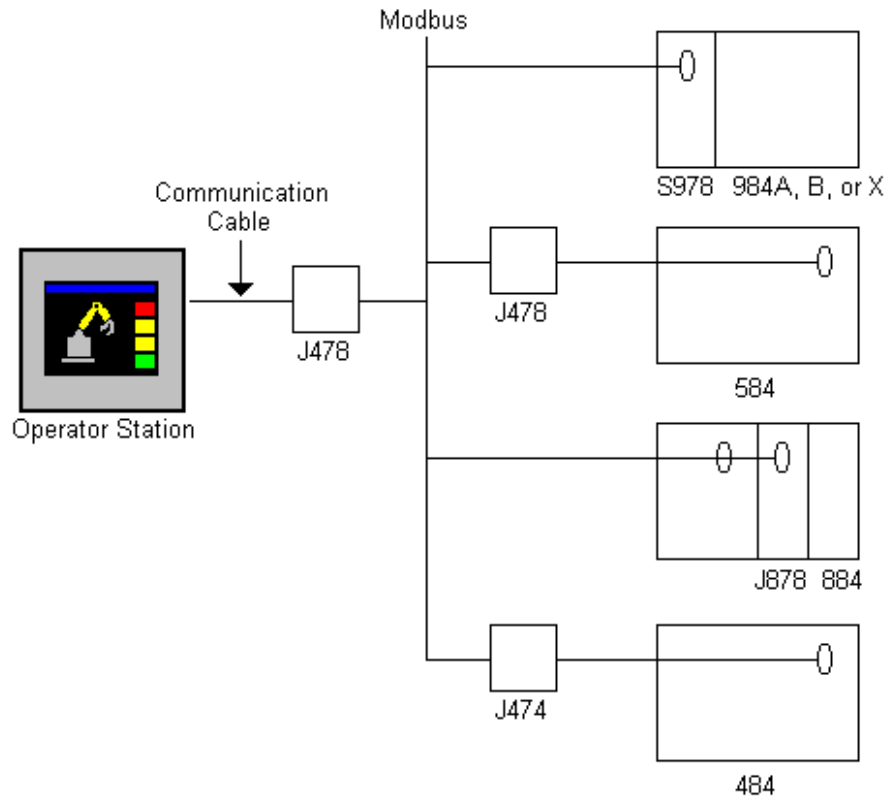 Modbus
S978 984A, B, or X
Communication
Cable
J478
J478
584
Operator Station
J878 884
J474
484